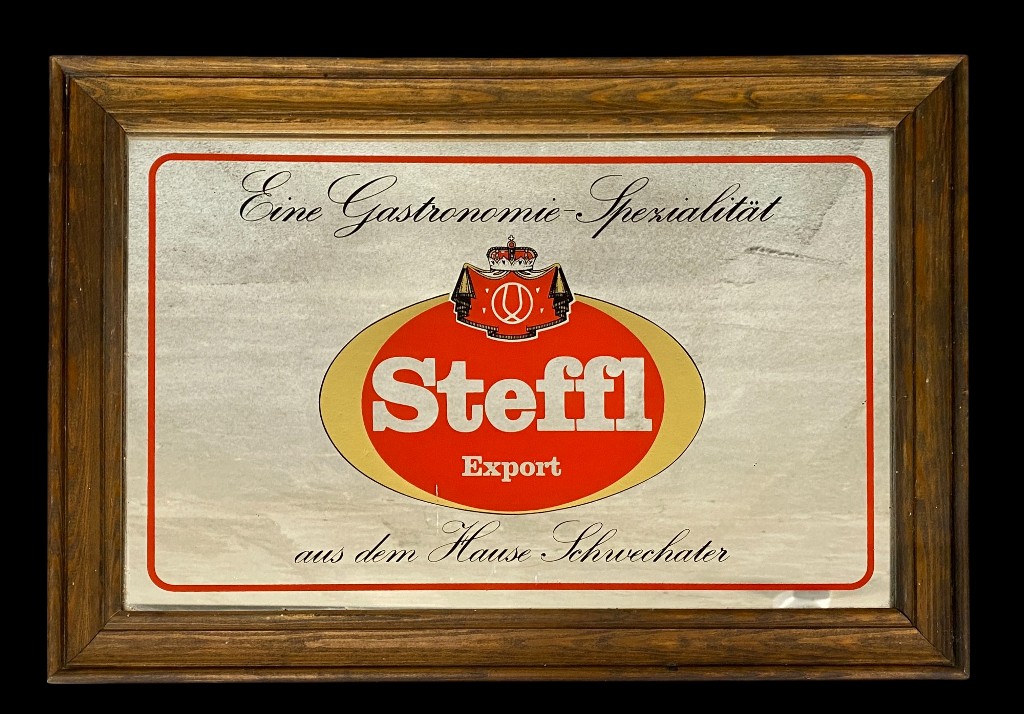 Eine Gastronomie-Spezialität
Steffl
Export
aus dem Hause Schwechater